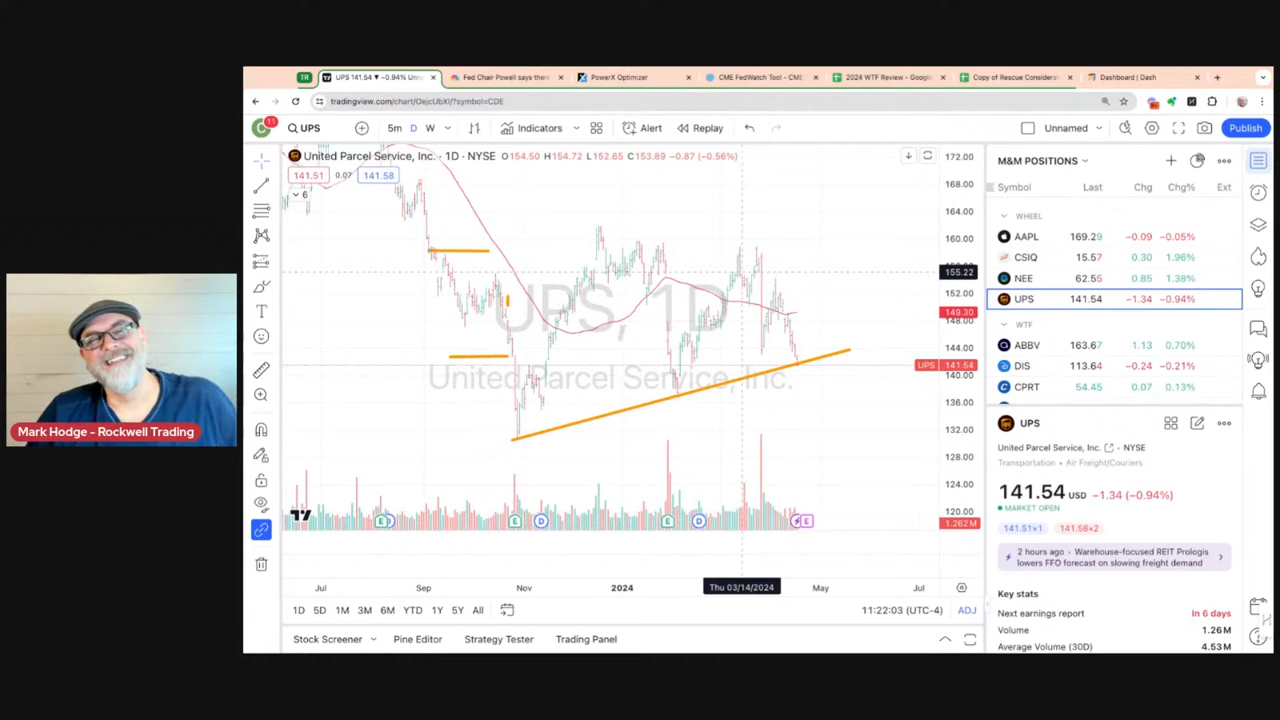 TR
UPS 141.54 ▼ −0.94% Unn
Fed Chair Powell says there
PowerX Optimizer
CME FedWatch Tool - CME
2024 WTF Review - Google
Copy of Rescue Considerat
Dashboard | Dash
tradingview.com/chart/OejcUbXl/?symbol=CDE
C 11 UPS 5m D W Indicators Alert Replay Unnamed Publish
United Parcel Service, Inc. · 1D · NYSE O154.50 H154.72 L152.65 C153.89 −0.87 (−0.56%)
141.51 0.07 141.58
6
UPS, 1D
United Parcel Service, Inc.
172.00
168.00
164.00
160.00
155.22
152.00
149.30
148.00
144.00
UPS 141.54
140.00
136.00
132.00
128.00
124.00
120.00
1.262M
E D E D E D E
Jul Sep Nov 2024 Thu 03/14/2024 May Jul
1D 5D 1M 3M 6M YTD 1Y 5Y All 11:22:03 (UTC-4) ADJ
Stock Screener Pine Editor Strategy Tester Trading Panel
M&M POSITIONS
Symbol Last Chg Chg% Ext
WHEEL
AAPL 169.29 −0.09 −0.05%
CSIQ 15.57 0.30 1.96%
NEE 62.55 0.85 1.38%
UPS 141.54 −1.34 −0.94%
WTF
ABBV 163.67 1.13 0.70%
DIS 113.64 −0.24 −0.21%
CPRT 54.45 0.07 0.13%
UPS
United Parcel Service, Inc. · NYSE
Transportation · Air Freight/Couriers
141.54 USD −1.34 (−0.94%)
MARKET OPEN
141.51×1 141.58×2
2 hours ago · Warehouse-focused REIT Prologis
lowers FFO forecast on slowing freight demand
Key stats
Next earnings report In 6 days
Volume 1.26M
Average Volume (30D) 4.53M
Mark Hodge - Rockwell Trading